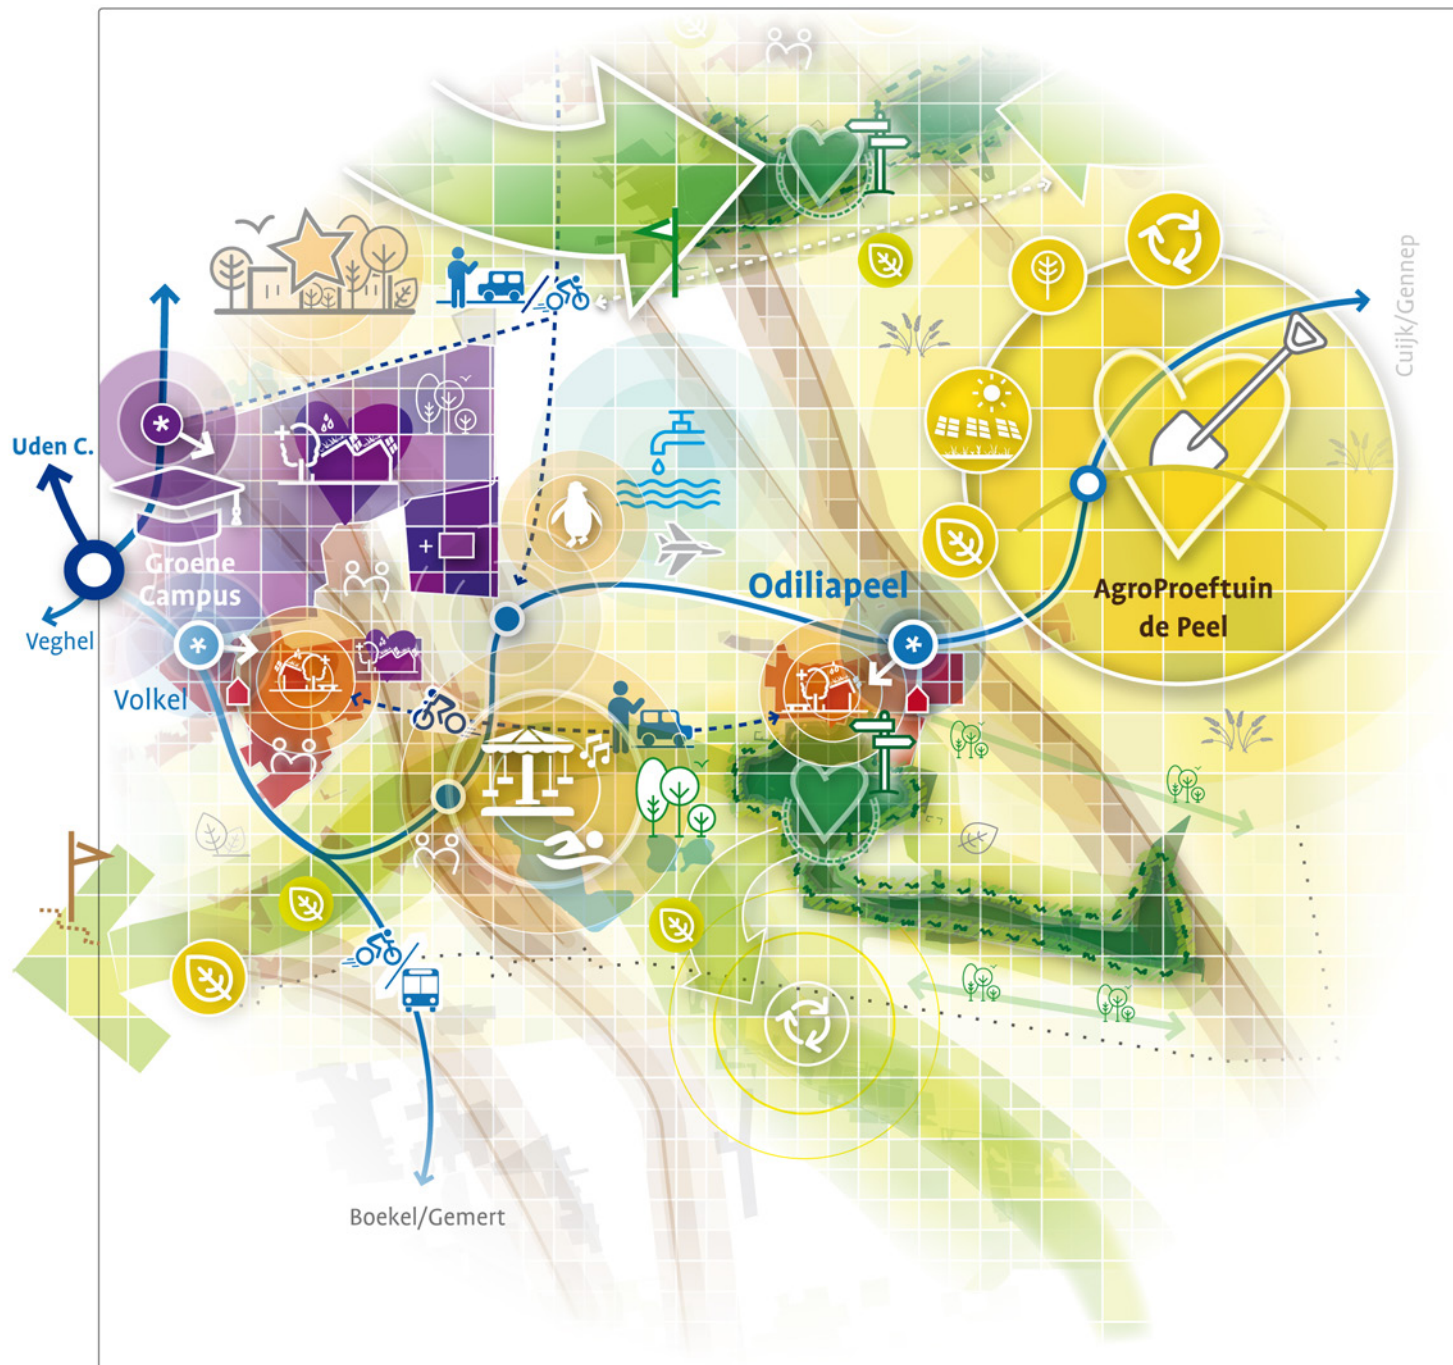 Cuijk/Gennep
Uden C.
Groene
Campus
Veghel
Odiliapeel
AgroProeftuin
de Peel
Volkel
Boekel/Gemert